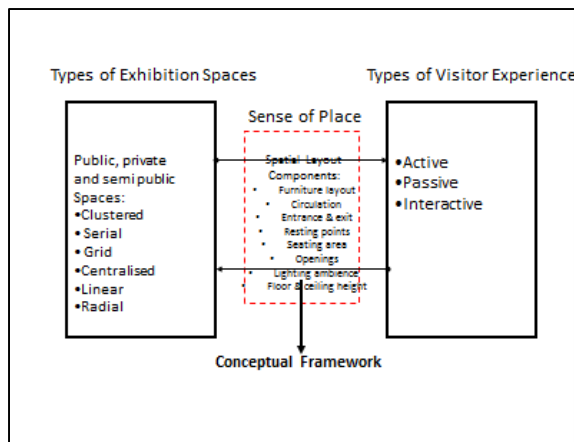 Types of Exhibition Spaces
Types of Visitor Experience
Sense of Place
Public, private
and semi public
Spaces:
•Clustered
• Serial
• Grid
•Centralised
•Linear
•Radial
Spatial Layout
Components:
• Furniture layout
• Circulation
• Entrance & exit
• Resting points
• Seating area
• Openings
• Lighting ambience
• Floor & ceiling height
•Active
•Passive
•Interactive
Conceptual Framework